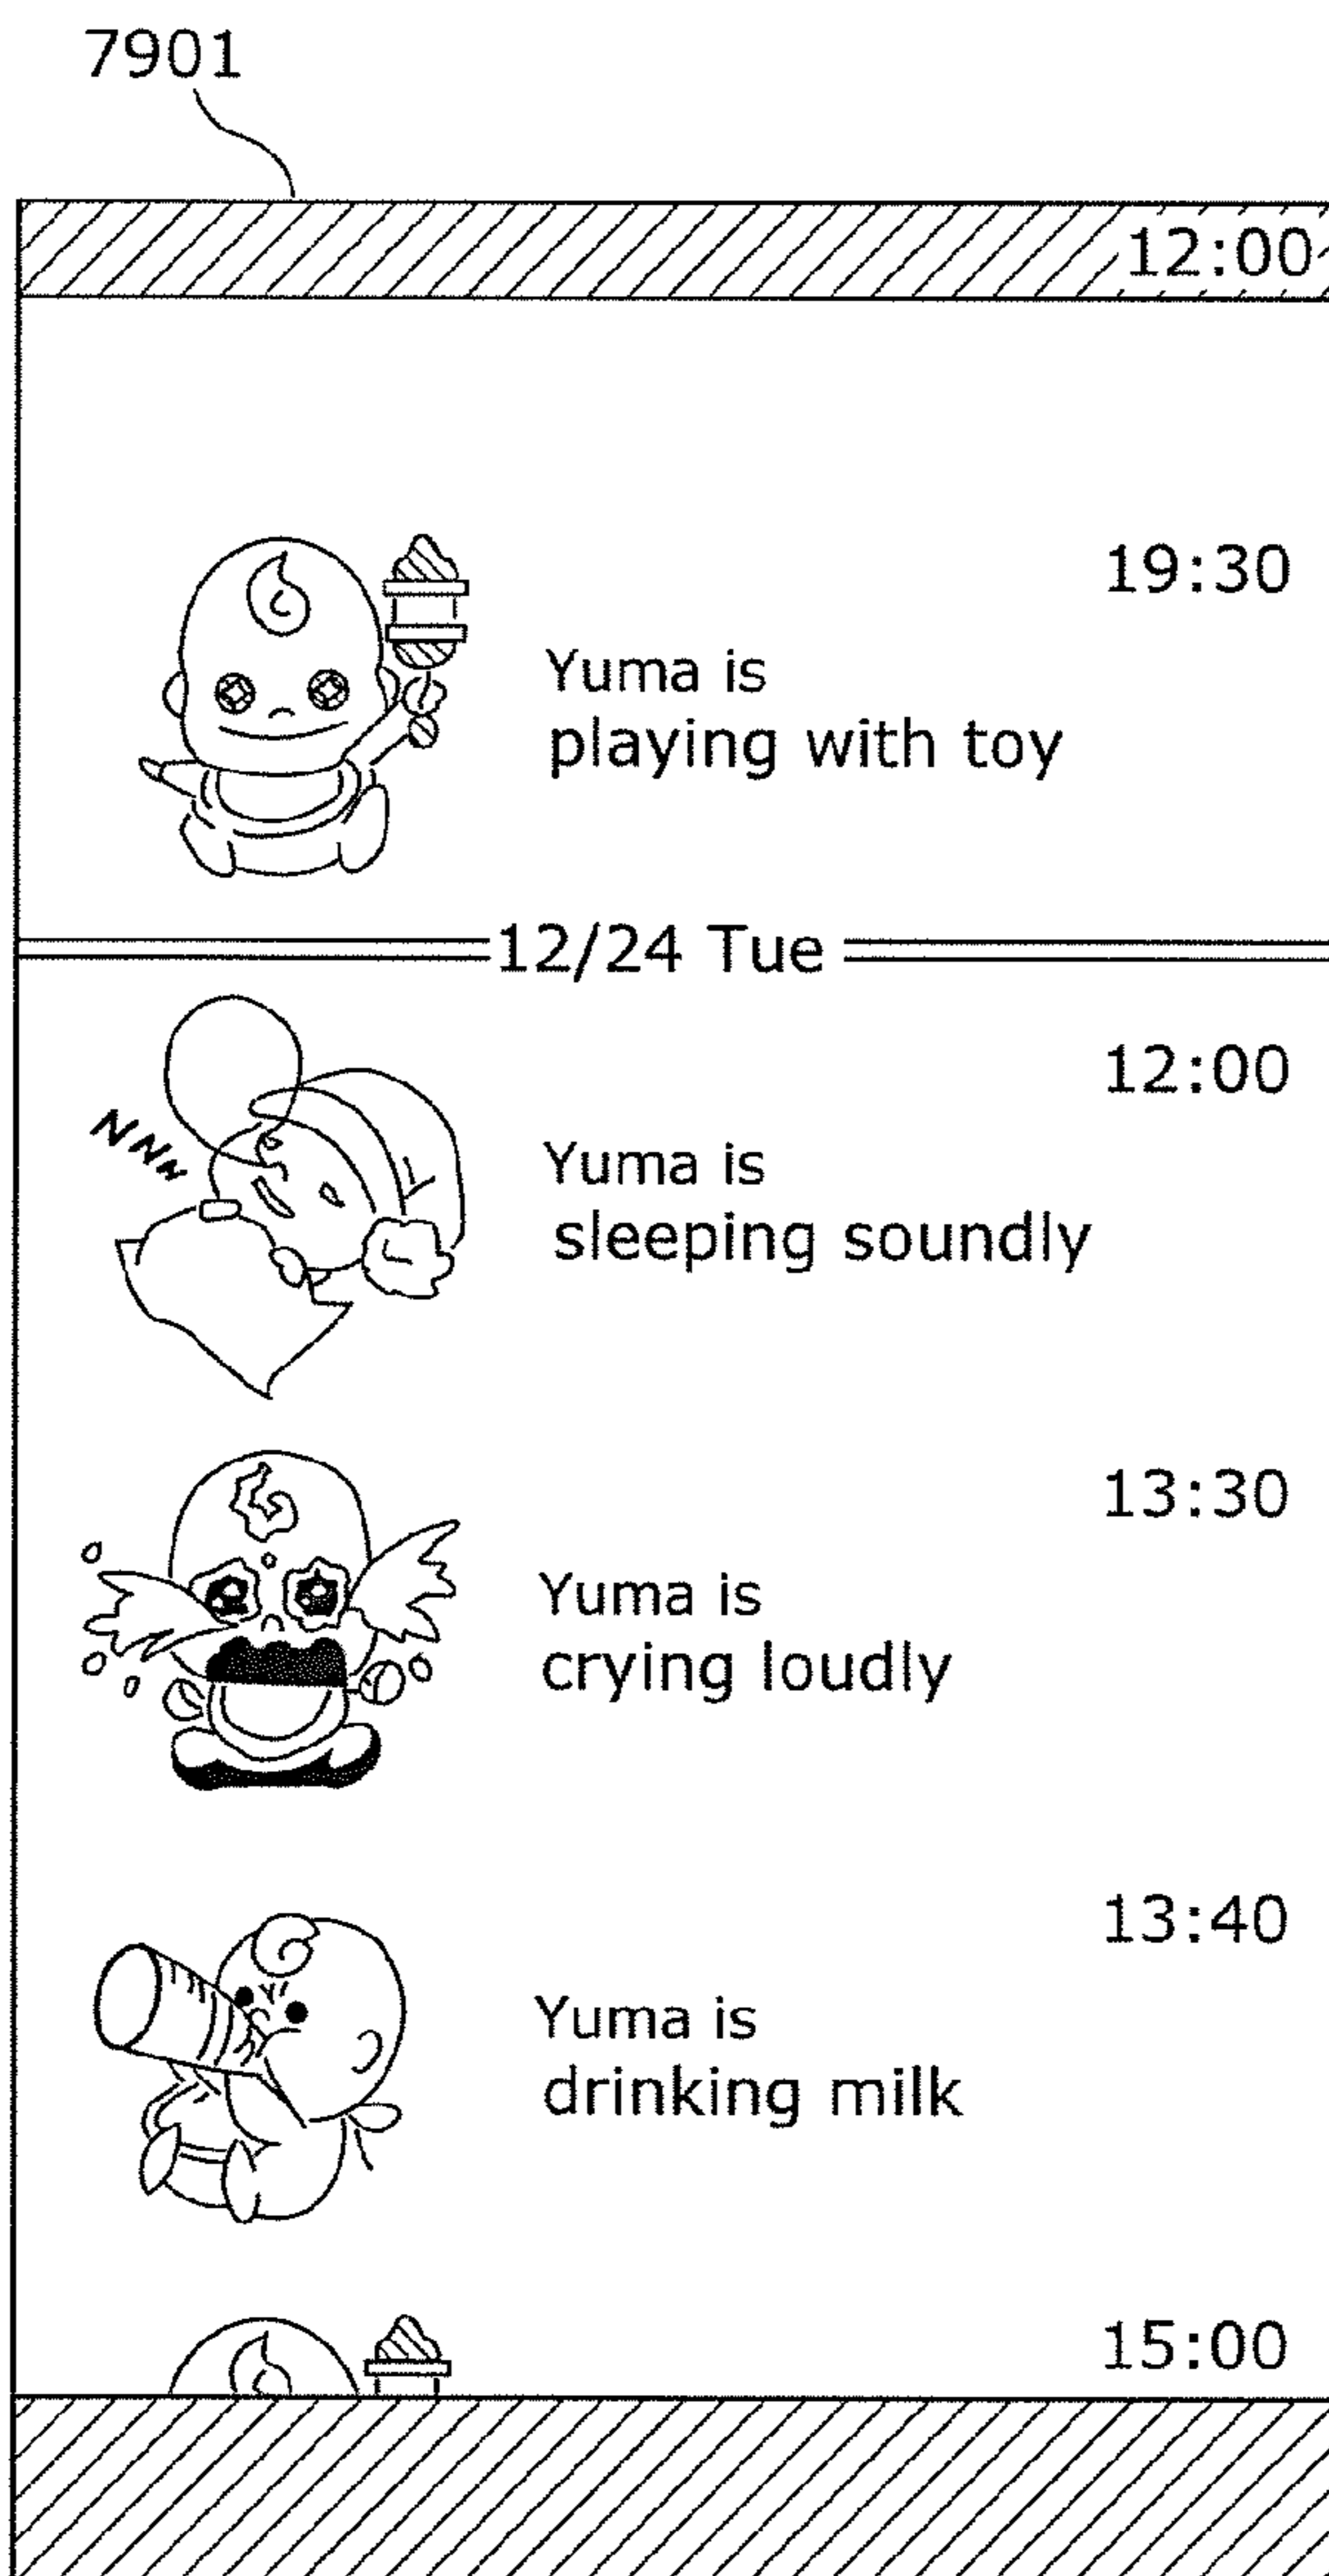 7901
12:00
19:30
Yuma is
playing with toy
12/24 Tue
12:00
NNN
Yuma is
sleeping soundly
13:30
Yuma is
crying loudly
13:40
Yuma is
drinking milk
15:00